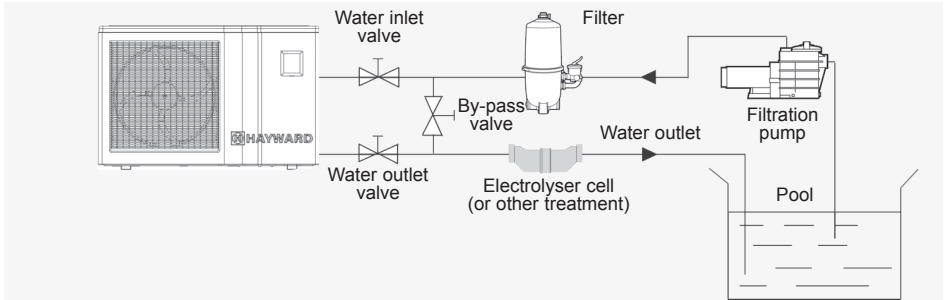 Water inlet
valve
Filter
By-pass
valve
Filtration
pump
HAYWARD
Water outlet
Water outlet
valve
Electrolyser cell
(or other treatment)
Pool